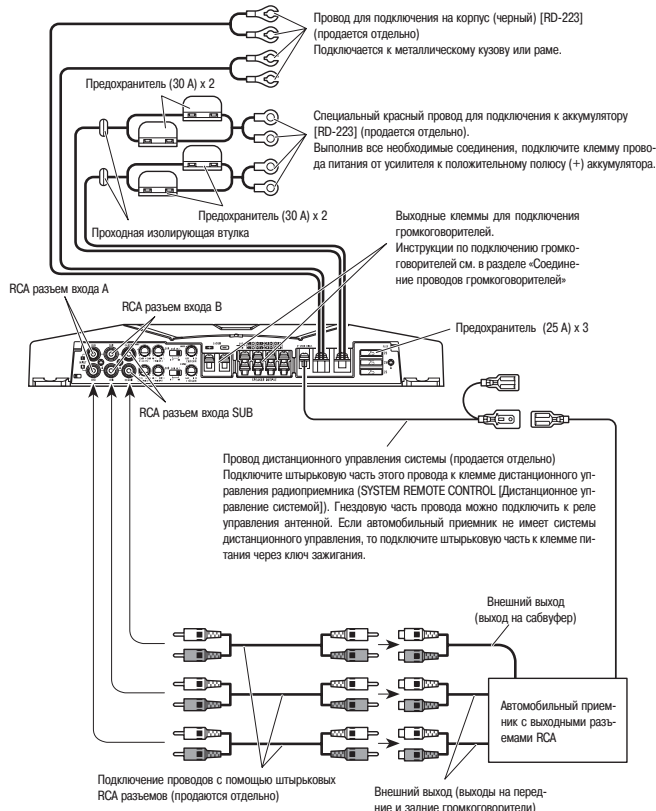 Провод для подключения на корпус (черный) [RD-223]
(продается отдельно)
Подключается к металлическому кузову или раме.
Предохранитель (30 А) x 2
Специальный красный провод для подключения к аккумулятору
[RD-223] (продается отдельно).
Выполнив все необходимые соединения, подключите клемму прово-
да питания от усилителя к положительному полюсу (+) аккумулятора.
Предохранитель (30 А) x 2
Проходная изолирующая втулка
Выходные клеммы для подключения
громкоговорителей.
Инструкции по подключению громко-
говорителей см. в разделе «Соедине-
ние проводов громкоговорителей»
RCA разъем входа A
RCA разъем входа B
Предохранитель (25 А) x 3
RCA разъем входа SUB
Провод дистанционного управления системы (продается отдельно)
Подключите штырьковую часть этого провода к клемме дистанционного уп-
равления радиоприемника (SYSTEM REMOTE CONTROL [Дистанционное уп-
равление системой]). Гнездовую часть провода можно подключить к реле
управления антенной. Если автомобильный приемник не имеет системы
дистанционного управления, то подключите штырьковую часть к клемме пи-
тания через ключ зажигания.
Внешний выход
(выход на сабвуфер)
Автомобильный прием-
ник с выходными разъ-
емами RCA
Подключение проводов с помощью штырьковых
RCA разъемов (продаются отдельно)
Внешний выход (выходы на перед-
ние и задние громкоговорители)